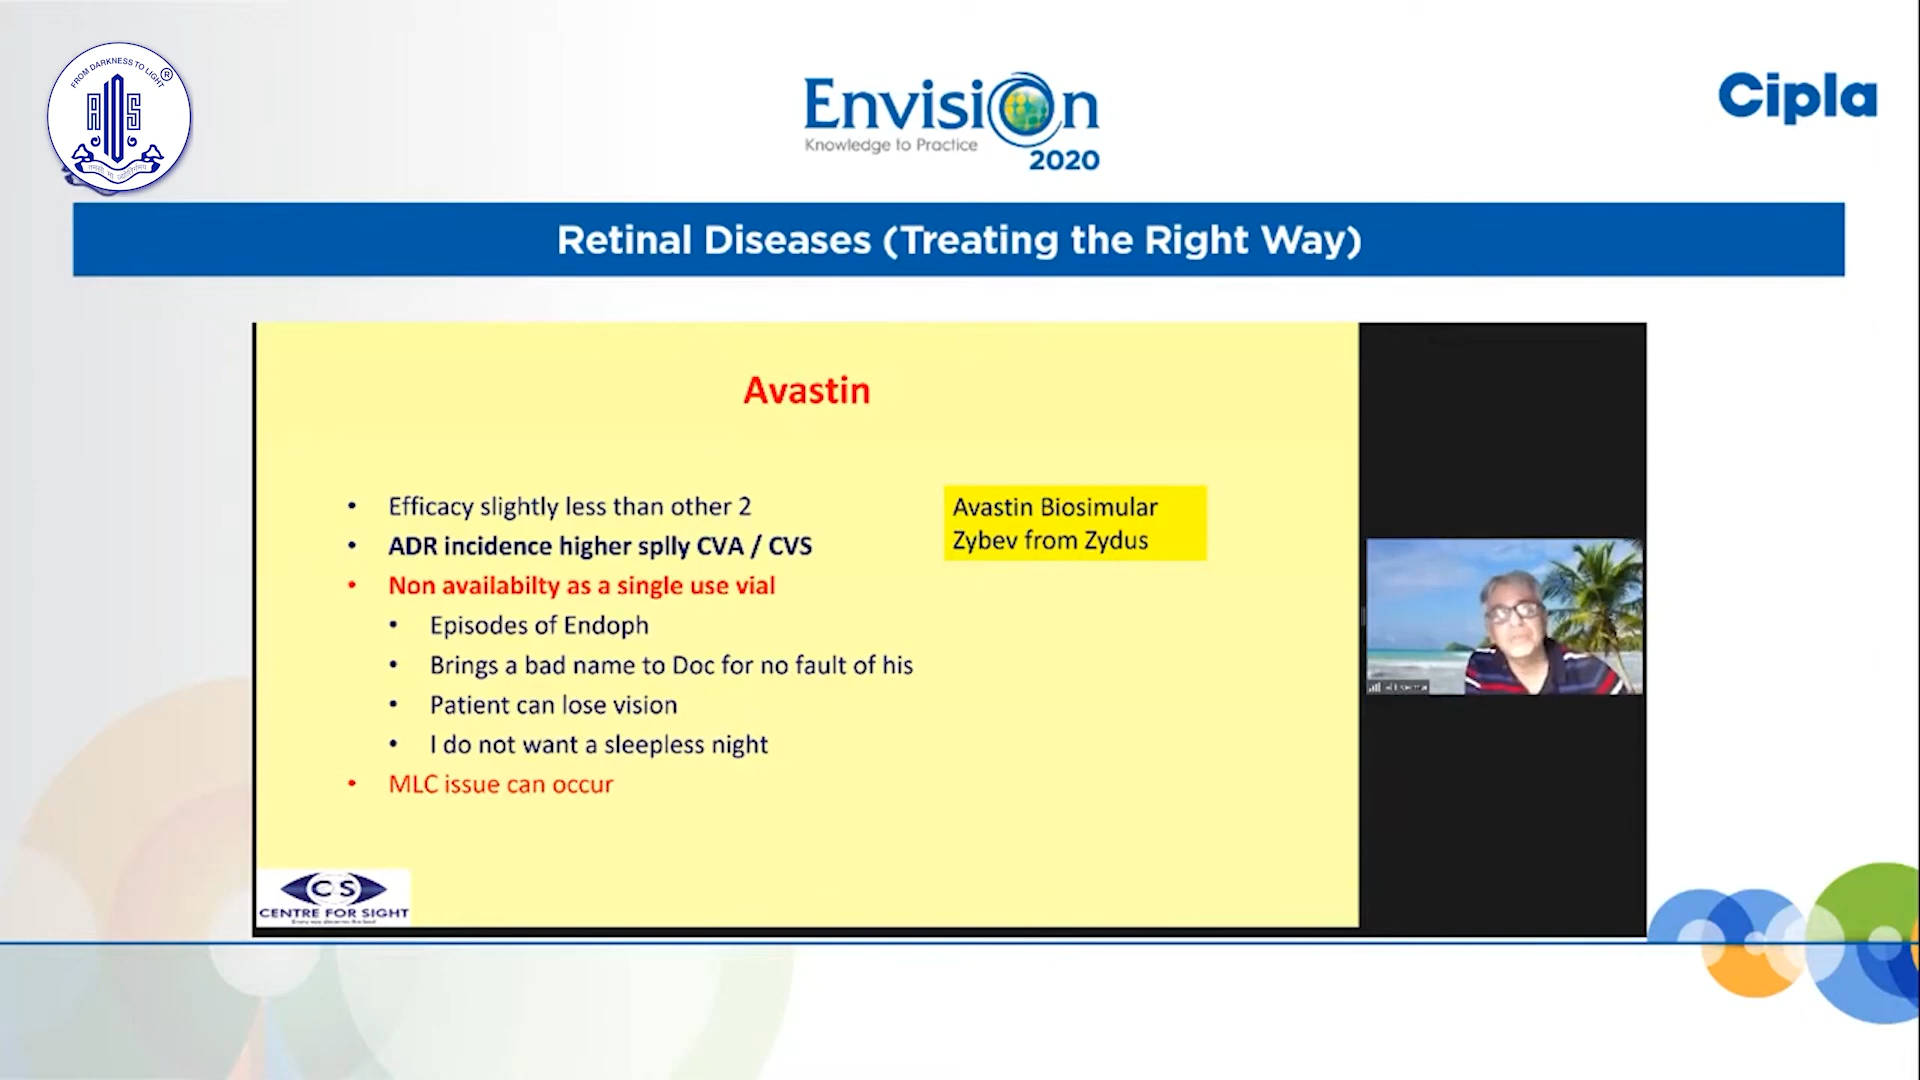 FROM DARKNESS TO LIGHT
®
AIOS
Envision
Knowledge to Practice
2020
Cipla
Retinal Diseases (Treating the Right Way)
Avastin
• Efficacy slightly less than other 2
• ADR incidence higher splly CVA / CVS
• Non availabilty as a single use vial
• Episodes of Endoph
• Brings a bad name to Doc for no fault of his
• Patient can lose vision
• I do not want a sleepless night
• MLC issue can occur
Avastin Biosimular
Zybev from Zydus
CS
CENTRE FOR SIGHT